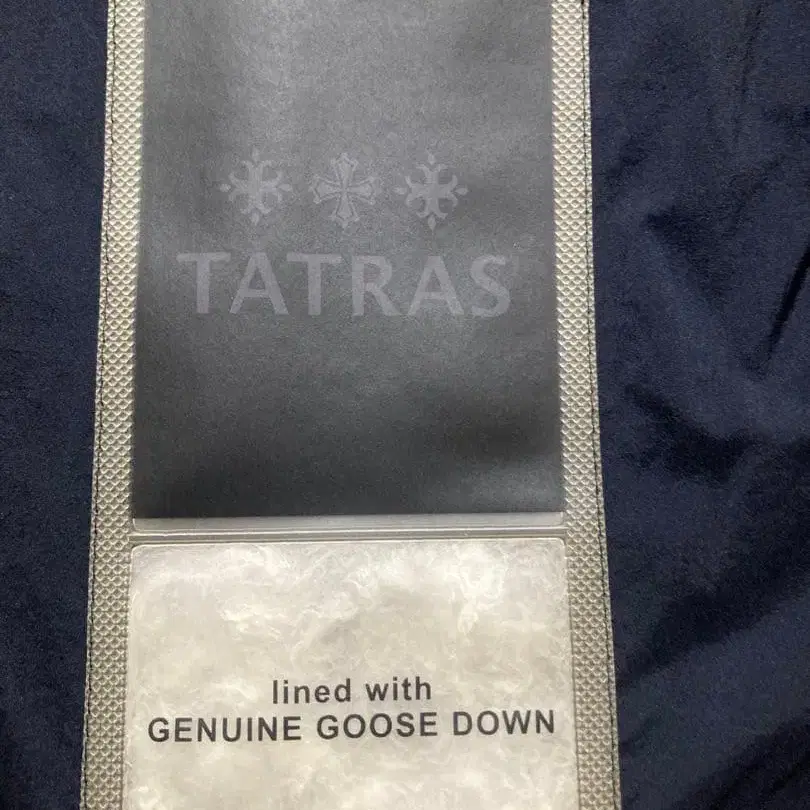 TATRAS
lined with
GENUINE GOOSE DOWN